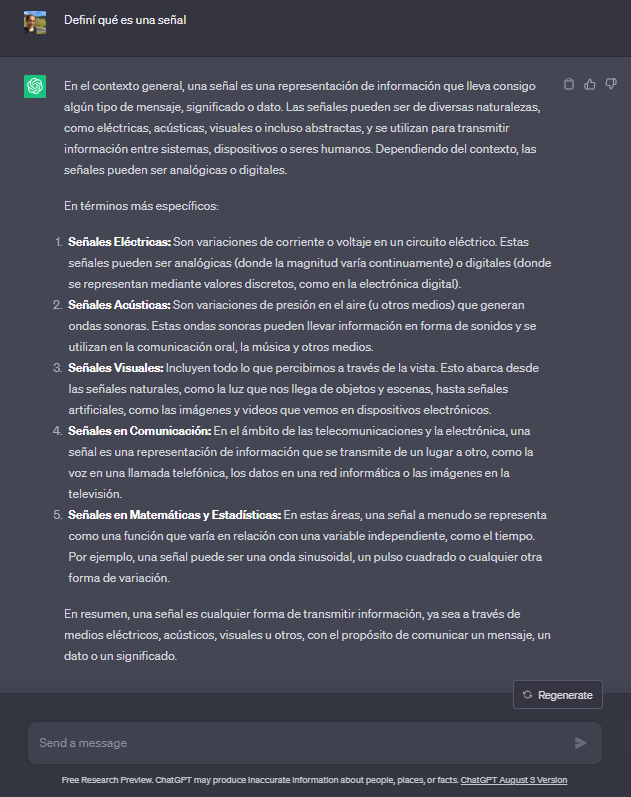 Definí qué es una señal
En el contexto general, una señal es una representación de información que lleva consigo
algún tipo de mensaje, significado o dato. Las señales pueden ser de diversas naturalezas,
como eléctricas, acústicas, visuales o incluso abstractas, y se utilizan para transmitir
información entre sistemas, dispositivos o seres humanos. Dependiendo del contexto, las
señales pueden ser analógicas o digitales.
En términos más específicos:
1. Señales Eléctricas: Son variaciones de corriente o voltaje en un circuito eléctrico. Estas
señales pueden ser analógicas (donde la magnitud varía continuamente) o digitales (donde
se representan mediante valores discretos, como en la electrónica digital).
2. Señales Acústicas: Son variaciones de presión en el aire (u otros medios) que generan
ondas sonoras. Estas ondas sonoras pueden llevar información en forma de sonidos y se
utilizan en la comunicación oral, la música y otros medios.
3. Señales Visuales: Incluyen todo lo que percibimos a través de la vista. Esto abarca desde
las señales naturales, como la luz que nos llega de objetos y escenas, hasta señales
artificiales, como las imágenes y videos que vemos en dispositivos electrónicos.
4. Señales en Comunicación: En el ámbito de las telecomunicaciones y la electrónica, una
señal es una representación de información que se transmite de un lugar a otro, como la
voz en una llamada telefónica, los datos en una red informática o las imágenes en la
televisión.
5. Señales en Matemáticas y Estadísticas: En estas áreas, una señal a menudo se representa
como una función que varía en relación con una variable independiente, como el tiempo.
Por ejemplo, una señal puede ser una onda sinusoidal, un pulso cuadrado o cualquier otra
forma de variación.
En resumen, una señal es cualquier forma de transmitir información, ya sea a través de
medios eléctricos, acústicos, visuales u otros, con el propósito de comunicar un mensaje, un
dato o un significado.
Regenerate
Send a message
Free Research Preview. ChatGPT may produce inaccurate information about people, places, or facts. ChatGPT August 3 Version